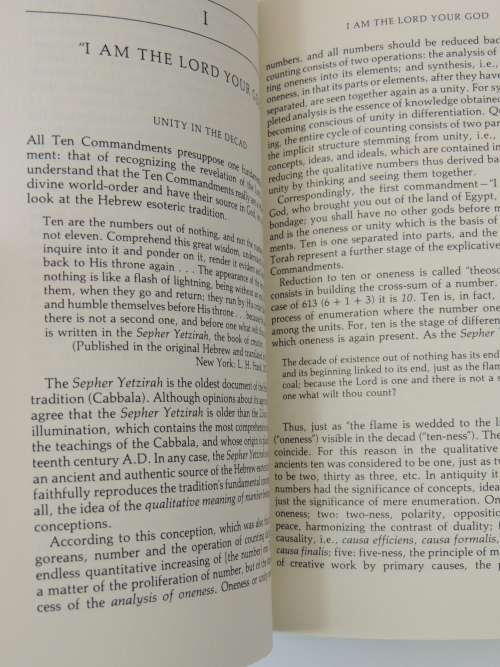 I
"I AM THE LORD YOUR
UNITY IN THE DECAD
All Ten Commandments presuppose one
ment: that of recognizing the revelation of the
understand that the Ten Commandments really
divine world-order and have their source in God,
look at the Hebrew esoteric tradition.
Ten are the numbers out of nothing, and not the
not eleven. Comprehend this great wisdom,
inquire into it and ponder on it, render it evident
back to His throne again . . . The appearance of the
nothing is like a flash of lightning, being without
them, when they go and return; they run by His
and humble themselves before His throne . . .
there is not a second one, and before one what
is written in the Sepher Yetzirah, the book of
(Published in the original Hebrew and translated
New York: L. H. Frank,
The Sepher Yetzirah is the oldest document of the
tradition (Cabbala). Although opinions about the
agree that the Sepher Yetzirah is older than the
illumination, which contains the most comprehensive
the teachings of the Cabbala, and whose origin is
teenth century A.D. In any case, the Sepher Yetzirah
an ancient and authentic source of the Hebrew
faithfully reproduces the tradition's fundamental
all, the idea of the qualitative meaning of number
conceptions.
According to this conception, which was also
goreans, number and the operation of counting
endless quantitative increasing of [the number] one
a matter of the proliferation of number, but of the
cess of the analysis of oneness. Oneness or unity
I AM THE LORD YOUR GOD
numbers, and all numbers should be reduced bac
counting consists of two operations: the analysis of
ting oneness into its elements; and synthesis, i.e.,
oneness, in that its parts or elements, after they have
separated, are seen together again as a unity. For sy
pleted analysis is the essence of knowledge obtained
becoming conscious of unity in differentiation. Q
ing, the entire cycle of counting consists of two par
the implicit structure stemming from unity, i.e.,
concepts, ideas, and ideals, which are contained in
reducing the qualitative numbers thus derived ba
unity by thinking and seeing them together.
Correspondingly, the first commandment—"I
God, who brought you out of the land of Egypt,
bondage; you shall have no other gods before m
and is the oneness or unity which is the basis of
ments. Ten is one separated into parts, and the
Torah represent a further stage of the explicative
Commandments.
Reduction to ten or oneness is called "theos
consists in building the cross-sum of a number.
case of 613 (6 + 1 + 3) it is 10. Ten is, in fact,
process of enumeration where the number one
among the units. For, ten is the stage of differen
which oneness is again present. As the Sepher
The decade of existence out of nothing has its end
and its beginning linked to its end, just as the flam
coal; because the Lord is one and there is not a s
one what wilt thou count?
Thus, just as "the flame is wedded to the li
("oneness") visible in the decad ("ten-ness"). The
coincide. For this reason in the qualitative
ancients ten was considered to be one, just as tw
to be two, thirty as three, etc. In antiquity it
numbers had the significance of concepts, idea
just the significance of mere enumeration. On
oneness; two: two-ness, polarity, oppositio
peace, harmonizing the contrast of duality; f
causality, i.e., causa efficiens, causa formalis,
causa finalis; five: five-ness, the principle of m
of creative work by primary causes, the p